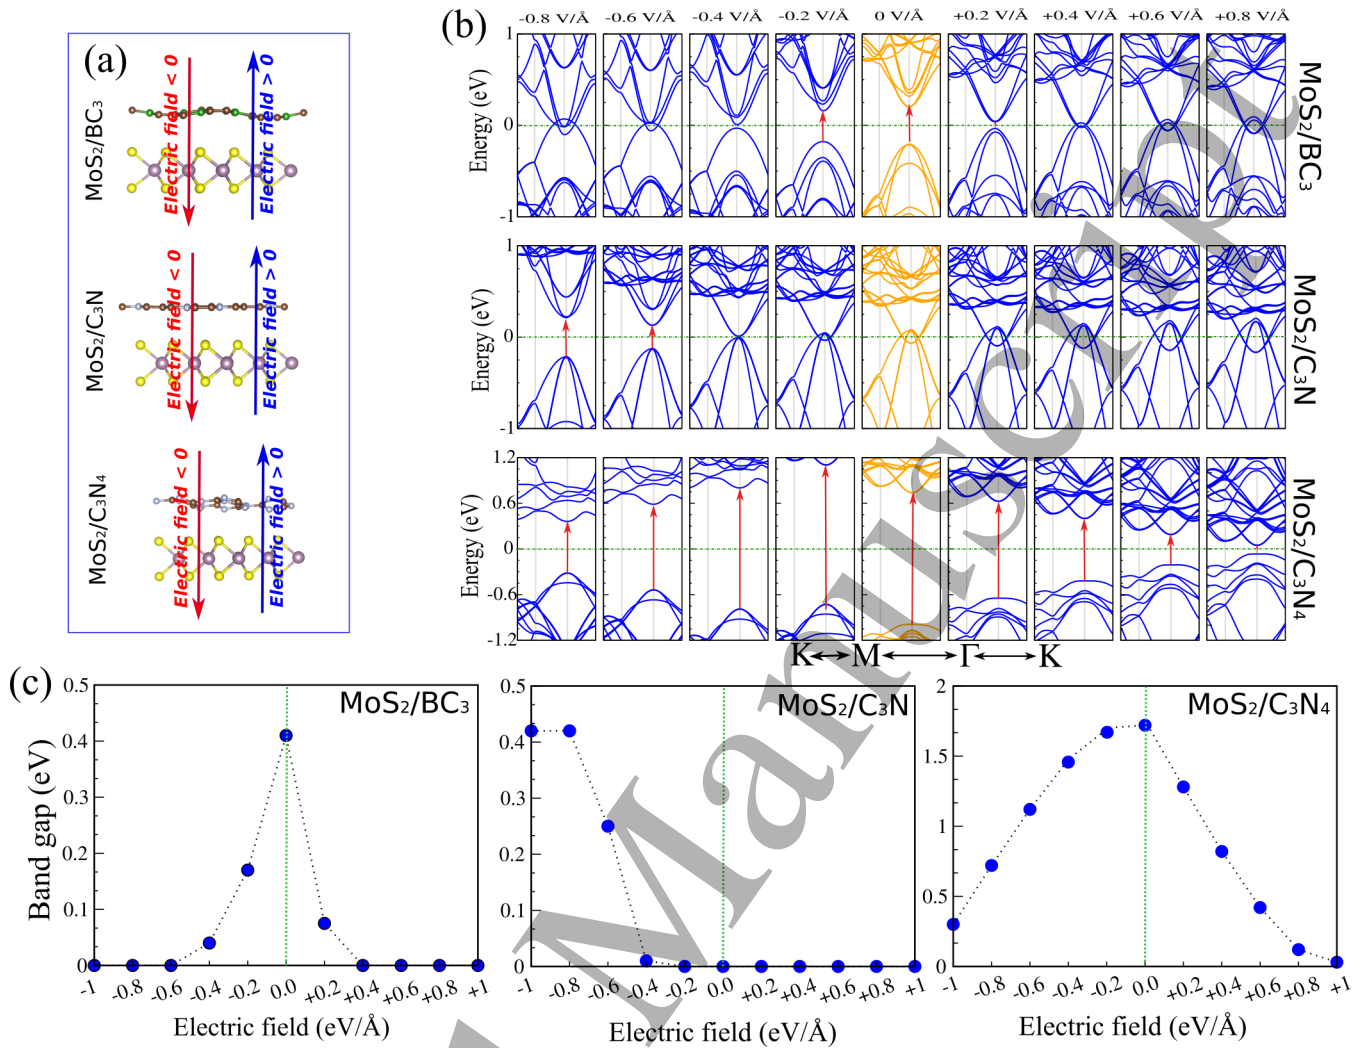 (a)
Electric field < 0
Electric field > 0
MoS₂/BC₃
Electric field < 0
Electric field > 0
MoS₂/C₃N
Electric field < 0
Electric field > 0
MoS₂/C₃N₄
(b)
-0.8 V/Å -0.6 V/Å -0.4 V/Å -0.2 V/Å 0 V/Å +0.2 V/Å +0.4 V/Å +0.6 V/Å +0.8 V/Å
1
0
-1
Energy (eV)
MoS₂/BC₃
1
0
-1
Energy (eV)
MoS₂/C₃N
1.2
0.6
0
-0.6
-1.2
Energy (eV)
MoS₂/C₃N₄
K M Γ K
(c)
MoS₂/BC₃
0.5
0.4
0.3
0.2
0.1
0
Band gap (eV)
-1 -0.8 -0.6 -0.4 -0.2 0.0 +0.2 +0.4 +0.6 +0.8 +1
Electric field (eV/Å)
MoS₂/C₃N
0.5
0.4
0.3
0.2
0.1
0
-1 -0.8 -0.6 -0.4 -0.2 0.0 +0.2 +0.4 +0.6 +0.8 +1
Electric field (eV/Å)
MoS₂/C₃N₄
2
1.5
1
0.5
0
-1 -0.8 -0.6 -0.4 -0.2 0.0 +0.2 +0.4 +0.6 +0.8 +1
Electric field (eV/Å)
Manuscript